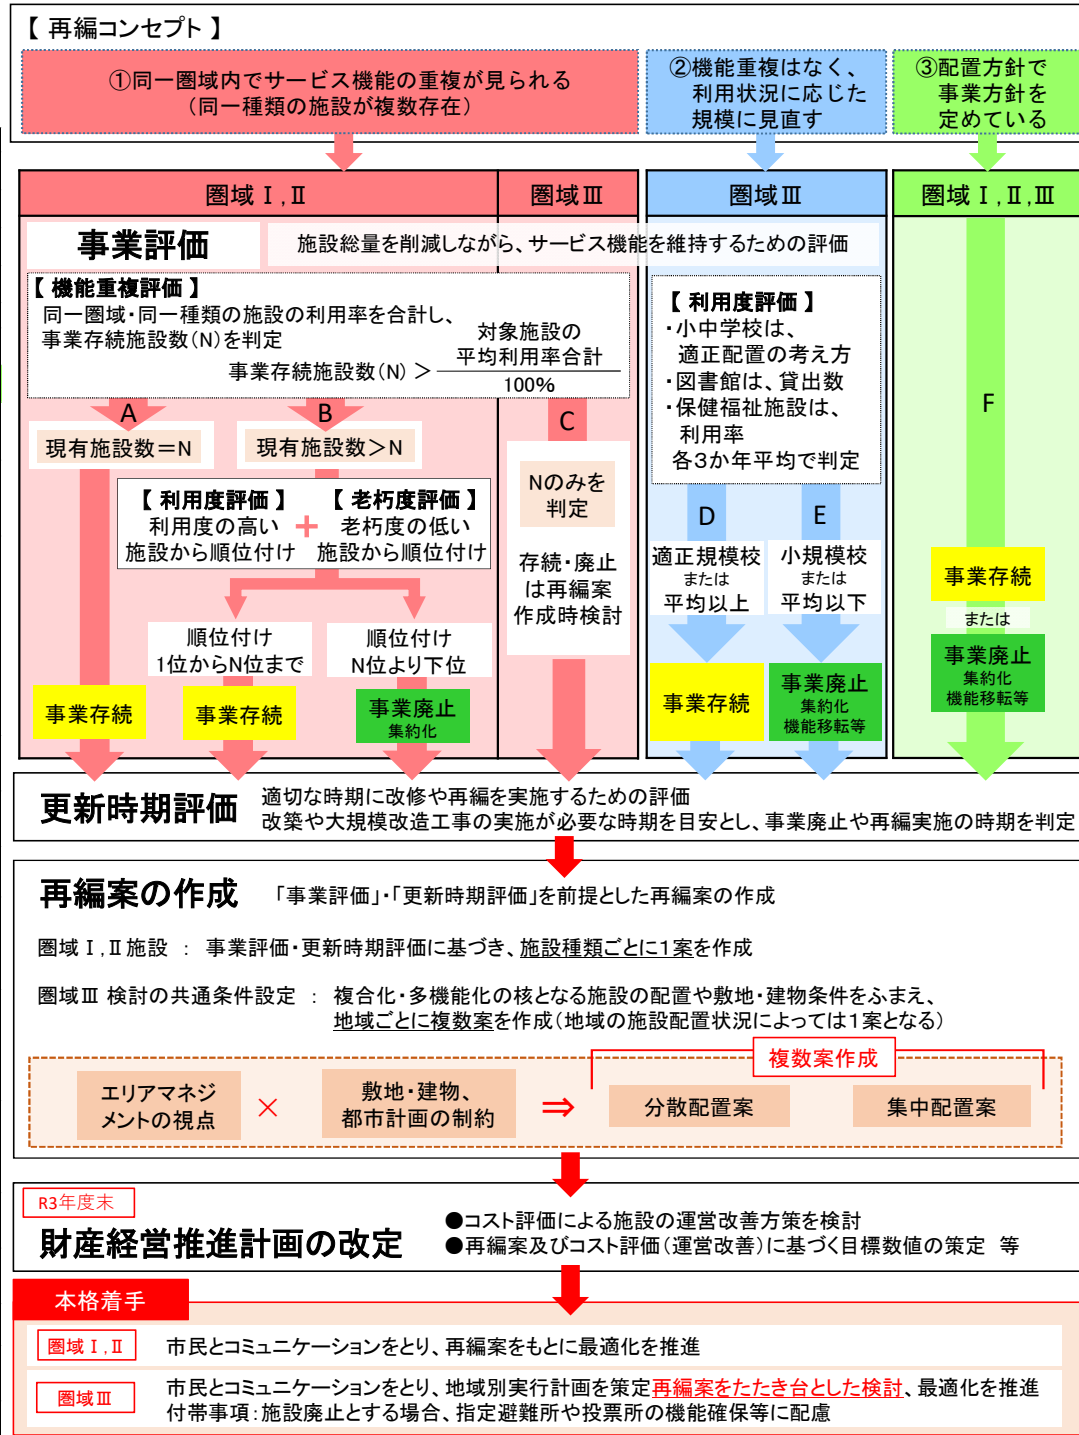 【 再編コンセプト 】
①同一圏域内でサービス機能の重複が見られる
(同一種類の施設が複数存在)
②機能重複はなく、
利用状況に応じた
規模に見直す
③配置方針で
事業方針を
定めている
圏域Ⅰ,Ⅱ
圏域Ⅲ
圏域Ⅲ
圏域Ⅰ,Ⅱ,Ⅲ
事業評価
施設総量を削減しながら、サービス機能を維持するための評価
【 機能重複評価 】
同一圏域・同一種類の施設の利用率を合計し、
事業存続施設数(N)を判定
事業存続施設数(N) >
対象施設の
平均利用率合計
100%
【 利用度評価 】
・小中学校は、
適正配置の考え方
・図書館は、貸出数
・保健福祉施設は、
利用率
各3か年平均で判定
A
B
C
F
現有施設数=N
現有施設数>N
Nのみを
判定
存続・廃止
は再編案
作成時検討
【 利用度評価 】
利用度の高い
施設から順位付け
+
【 老朽度評価 】
老朽度の低い
施設から順位付け
D
E
適正規模校
または
平均以上
小規模校
または
平均以下
順位付け
1位からN位まで
順位付け
N位より下位
事業存続
事業存続
事業廃止
集約化
事業存続
事業廃止
集約化
機能移転等
事業存続
または
事業廃止
集約化
機能移転等
更新時期評価
適切な時期に改修や再編を実施するための評価
改築や大規模改造工事の実施が必要な時期を目安とし、事業廃止や再編実施の時期を判定
再編案の作成
「事業評価」・「更新時期評価」を前提とした再編案の作成
圏域Ⅰ,Ⅱ施設 : 事業評価・更新時期評価に基づき、施設種類ごとに1案を作成
圏域Ⅲ 検討の共通条件設定 : 複合化・多機能化の核となる施設の配置や敷地・建物条件をふまえ、
地域ごとに複数案を作成(地域の施設配置状況によっては1案となる)
複数案作成
エリアマネジ
メントの視点
×
敷地・建物、
都市計画の制約
⇒
分散配置案
集中配置案
R3年度末
財産経営推進計画の改定
●コスト評価による施設の運営改善方策を検討
●再編案及びコスト評価(運営改善)に基づく目標数値の策定 等
本格着手
圏域Ⅰ,Ⅱ
市民とコミュニケーションをとり、再編案をもとに最適化を推進
圏域Ⅲ
市民とコミュニケーションをとり、地域別実行計画を策定再編案をたたき台とした検討、最適化を推進
付帯事項:施設廃止とする場合、指定避難所や投票所の機能確保等に配慮